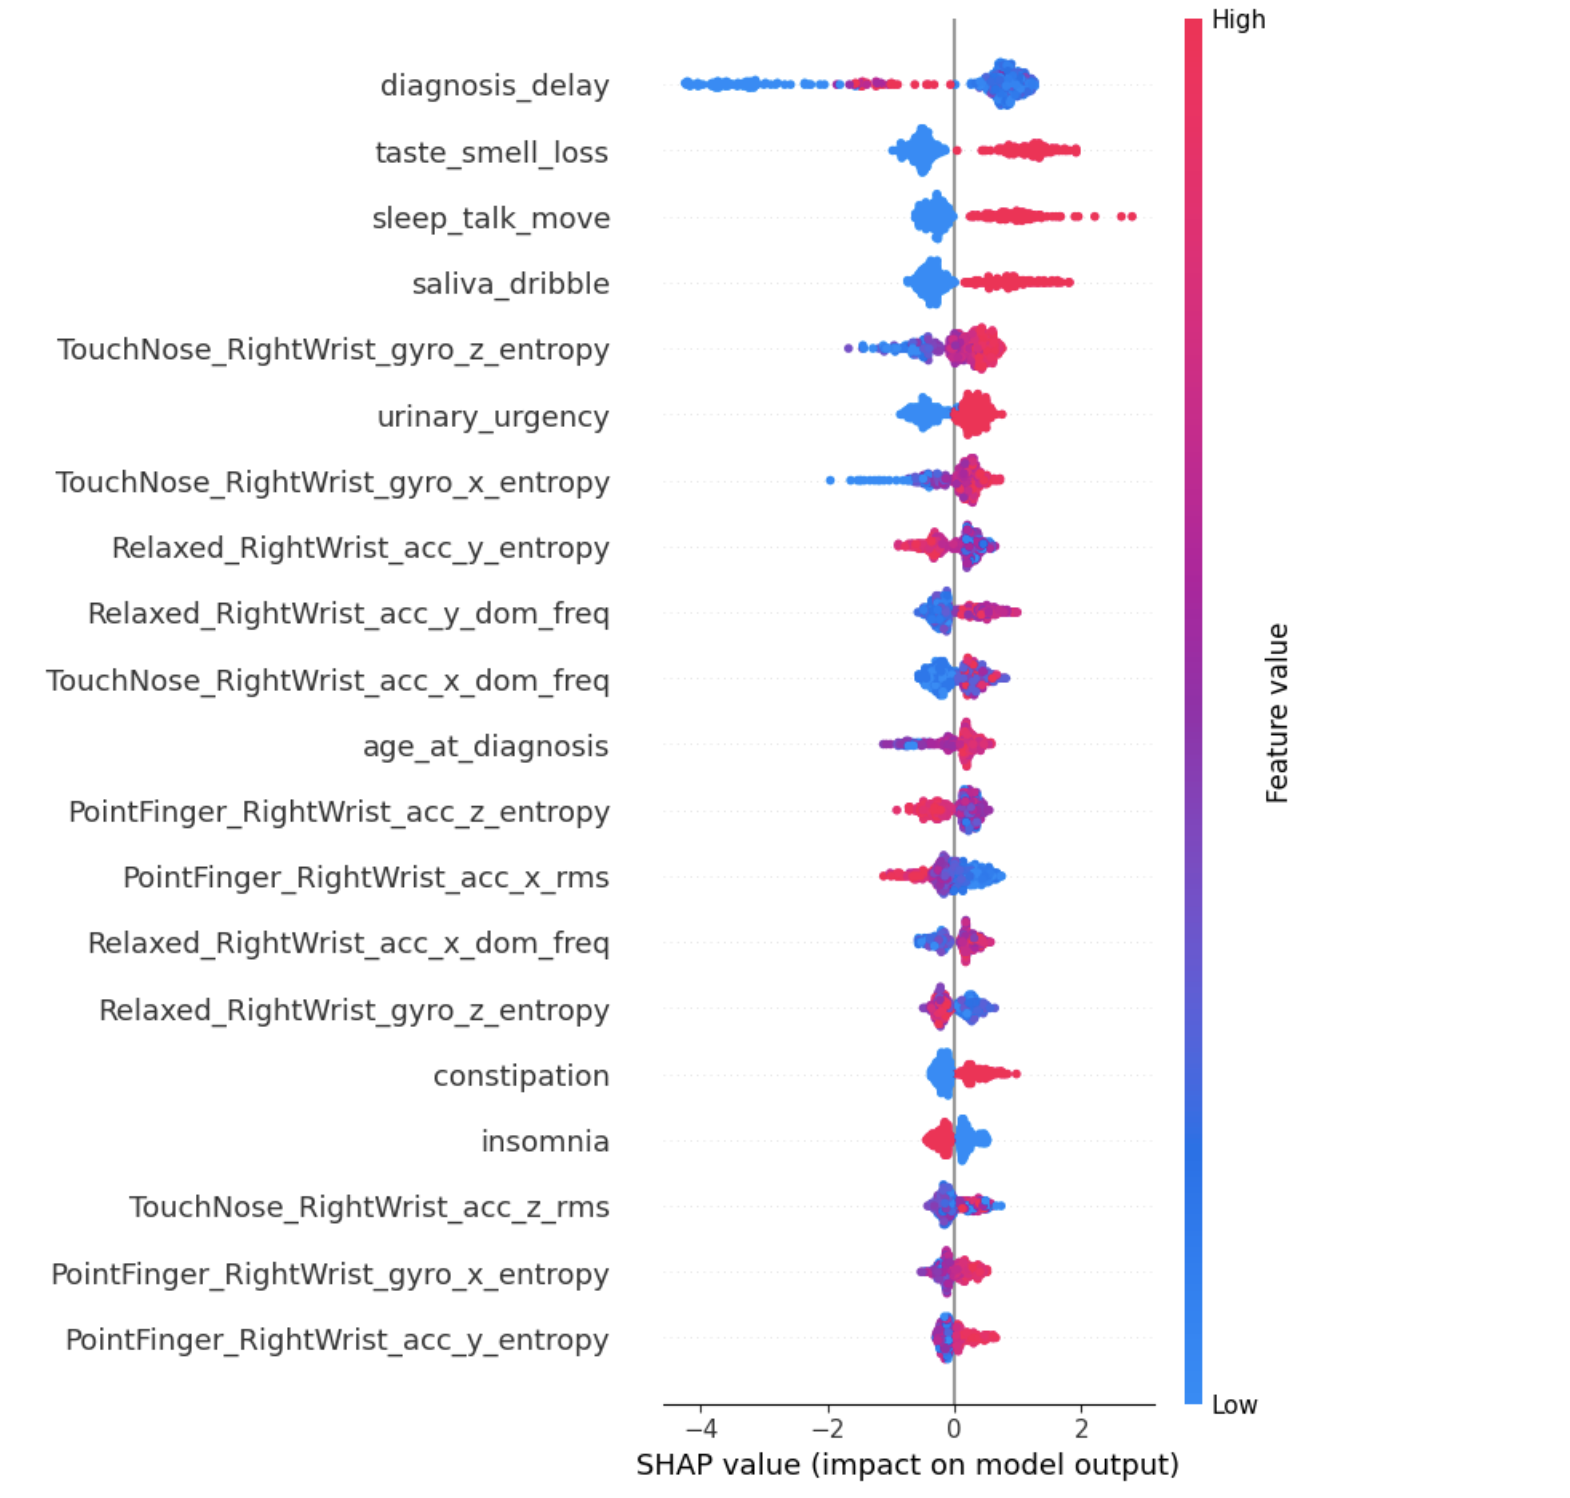 High
diagnosis_delay
taste_smell_loss
sleep_talk_move
saliva_dribble
TouchNose_RightWrist_gyro_z_entropy
urinary_urgency
TouchNose_RightWrist_gyro_x_entropy
Relaxed_RightWrist_acc_y_entropy
Relaxed_RightWrist_acc_y_dom_freq
TouchNose_RightWrist_acc_x_dom_freq
age_at_diagnosis
PointFinger_RightWrist_acc_z_entropy
PointFinger_RightWrist_acc_x_rms
Relaxed_RightWrist_acc_x_dom_freq
Relaxed_RightWrist_gyro_z_entropy
constipation
insomnia
TouchNose_RightWrist_acc_z_rms
PointFinger_RightWrist_gyro_x_entropy
PointFinger_RightWrist_acc_y_entropy
Feature value
Low
−4 −2 0 2
SHAP value (impact on model output)